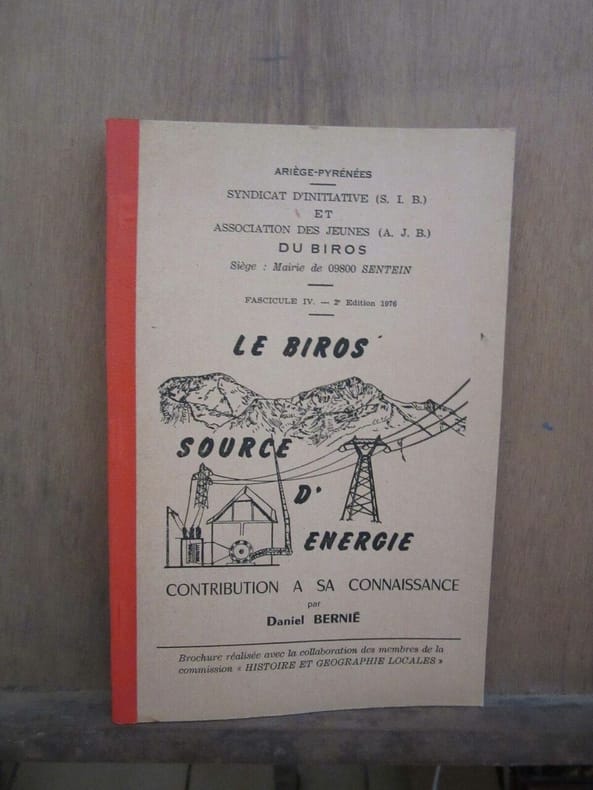 ARIÈGE-PYRÉNÉES
SYNDICAT D'INITIATIVE (S. I. B.)
ET
ASSOCIATION DES JEUNES (A. J. B.)
DU BIROS
Siège : Mairie de 09800 SENTEIN
FASCICULE IV. — 2e Edition 1976
LE BIROS
SOURCE
D'
ENERGIE
CONTRIBUTION A SA CONNAISSANCE
par
Daniel BERNIÉ
Brochure réalisée avec la collaboration des membres de la
commission « HISTOIRE ET GEOGRAPHIE LOCALES »